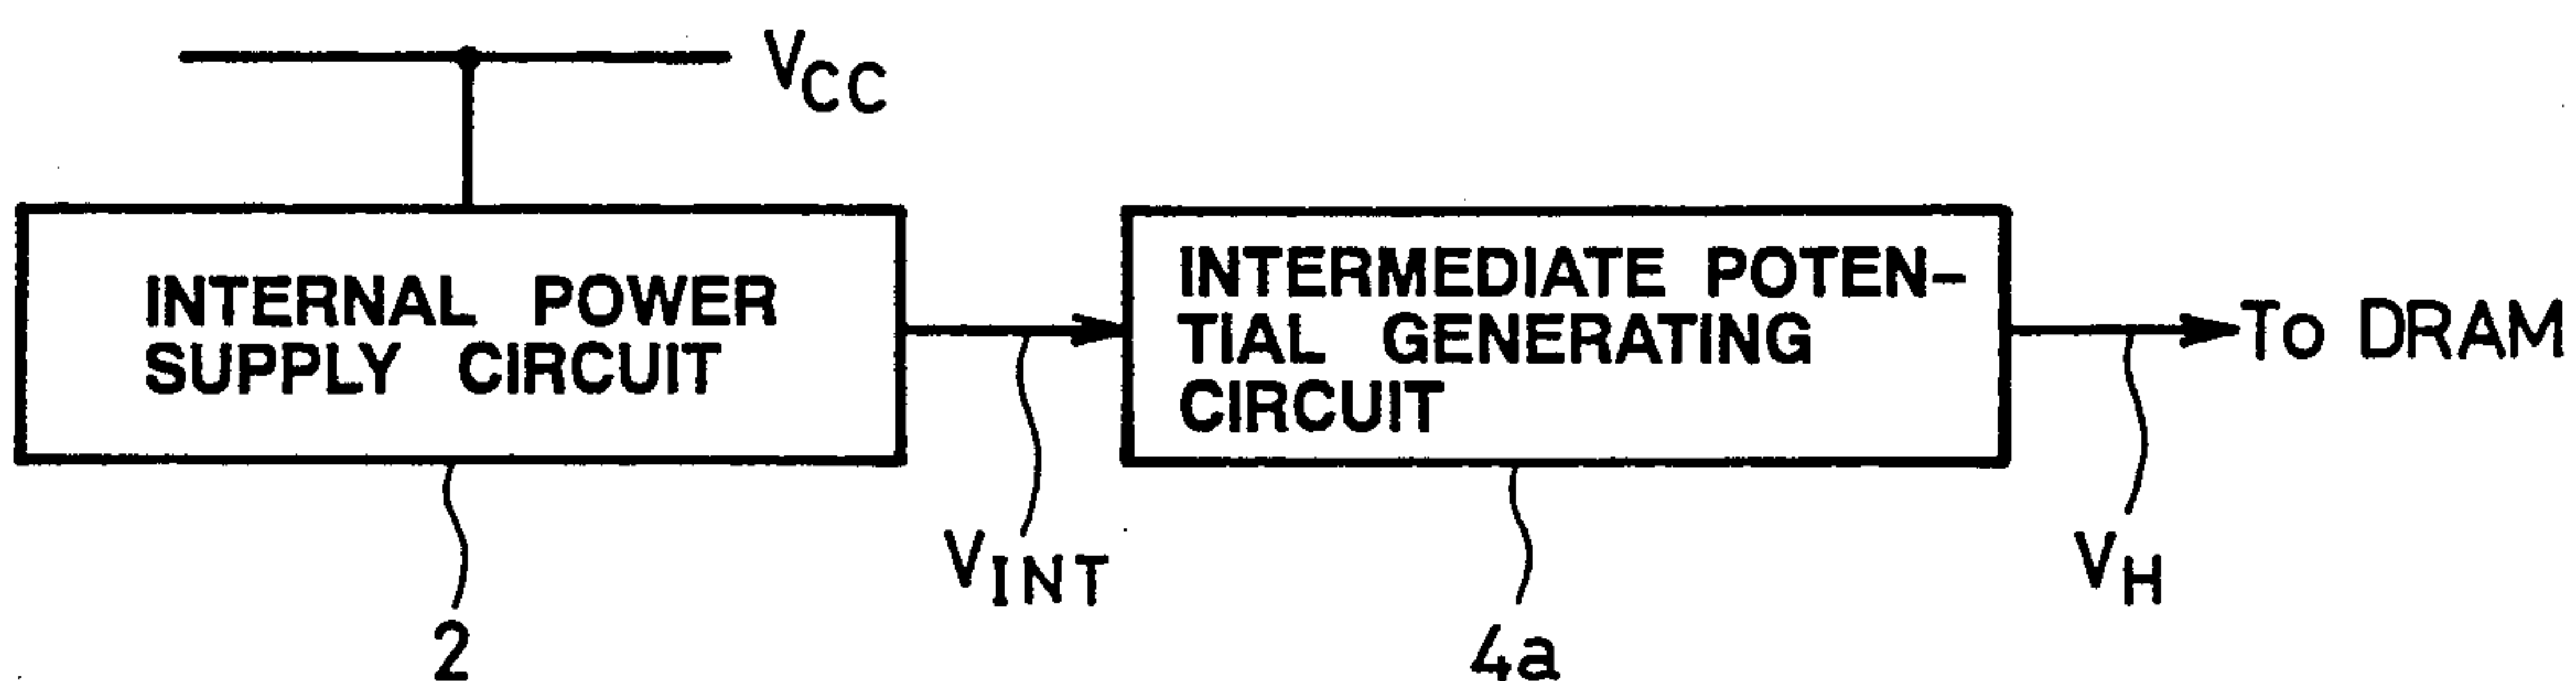 VCC
INTERNAL POWER
SUPPLY CIRCUIT
INTERMEDIATE POTEN-
TIAL GENERATING
CIRCUIT
To DRAM
VINT
VH
2
4a